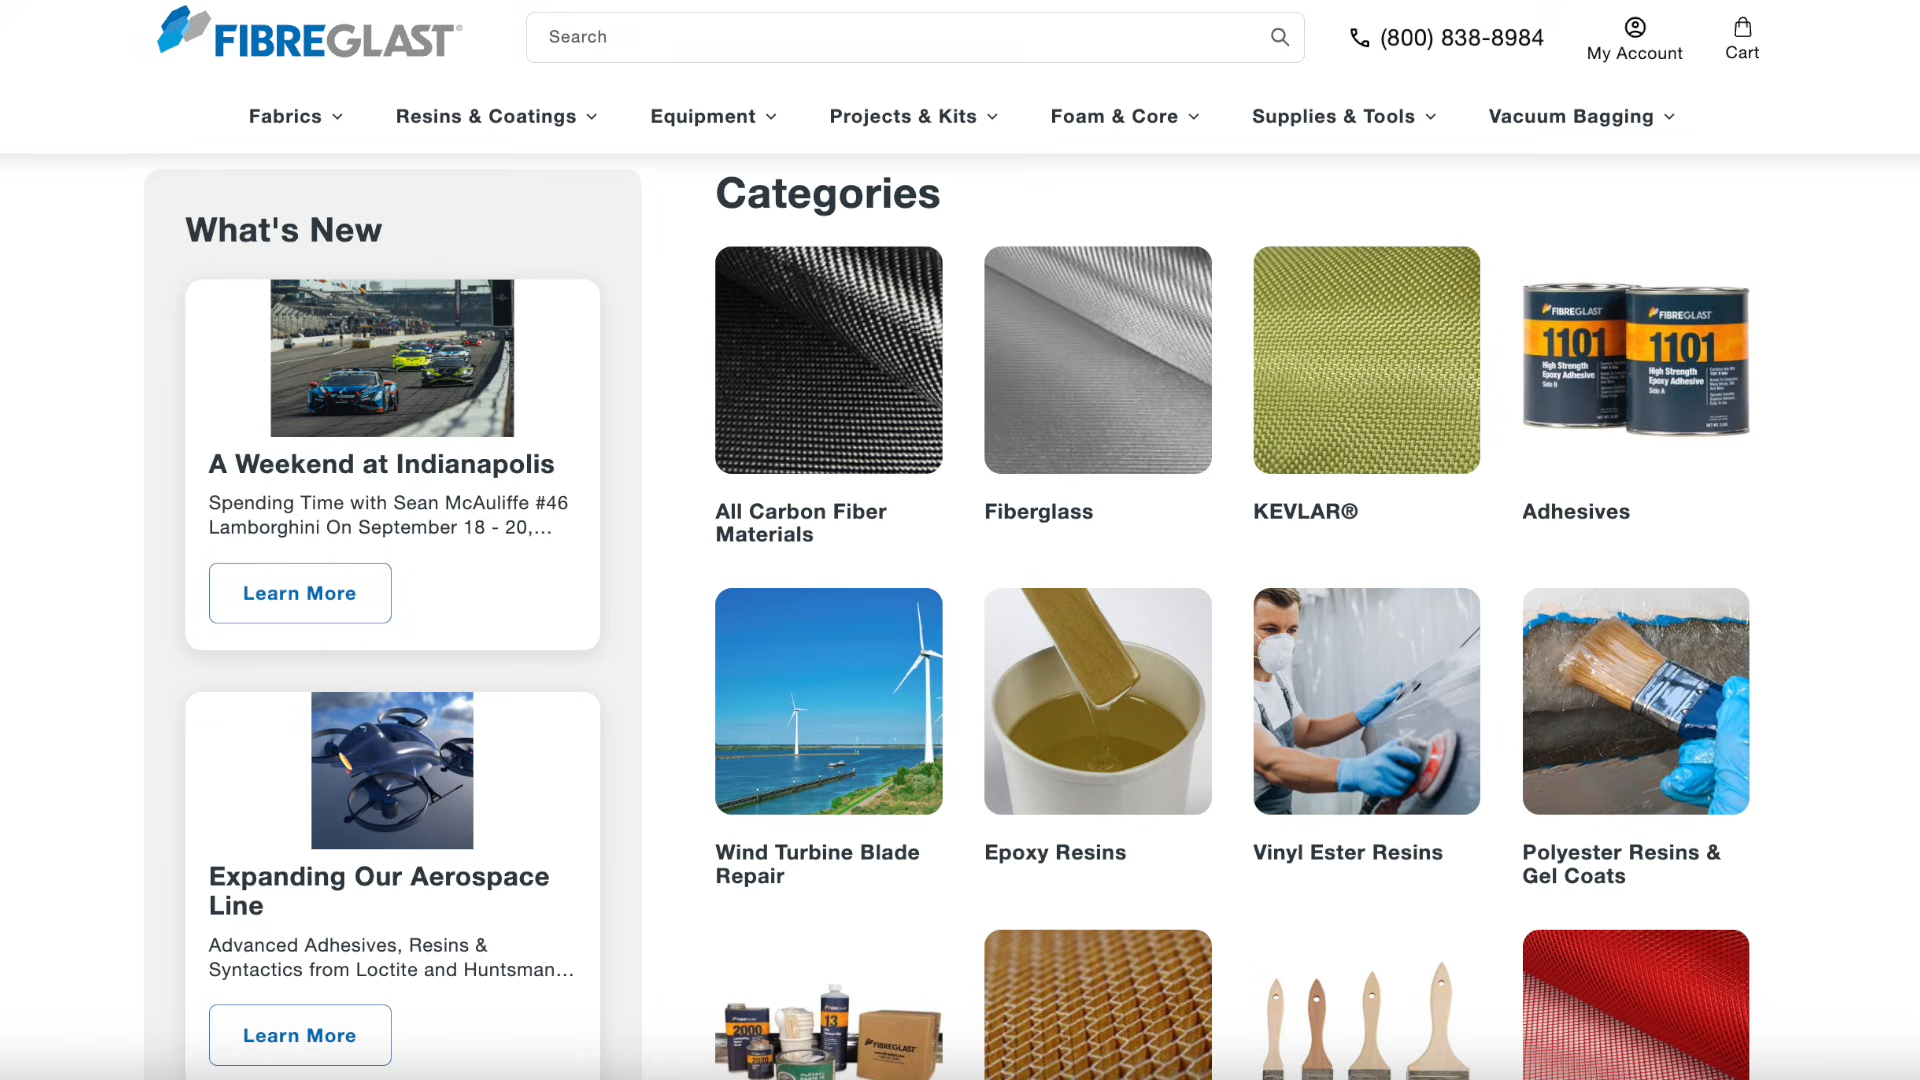 FIBREGLAST®
Search
(800) 838-8984
My Account
Cart
Fabrics
Resins & Coatings
Equipment
Projects & Kits
Foam & Core
Supplies & Tools
Vacuum Bagging
What's New
A Weekend at Indianapolis
Spending Time with Sean McAuliffe #46
Lamborghini On September 18 - 20,...
Learn More
Expanding Our Aerospace
Line
Advanced Adhesives, Resins &
Syntactics from Loctite and Huntsman...
Learn More
Categories
FIBREGLAST
1101
High Strength
Epoxy Adhesive
Side B
FIBREGLAST
1101
High Strength
Epoxy Adhesive
Side A
All Carbon Fiber
Materials
Fiberglass
KEVLAR®
Adhesives
Wind Turbine Blade
Repair
Epoxy Resins
Vinyl Ester Resins
Polyester Resins &
Gel Coats
2000
2020
13
FIBREGLAST